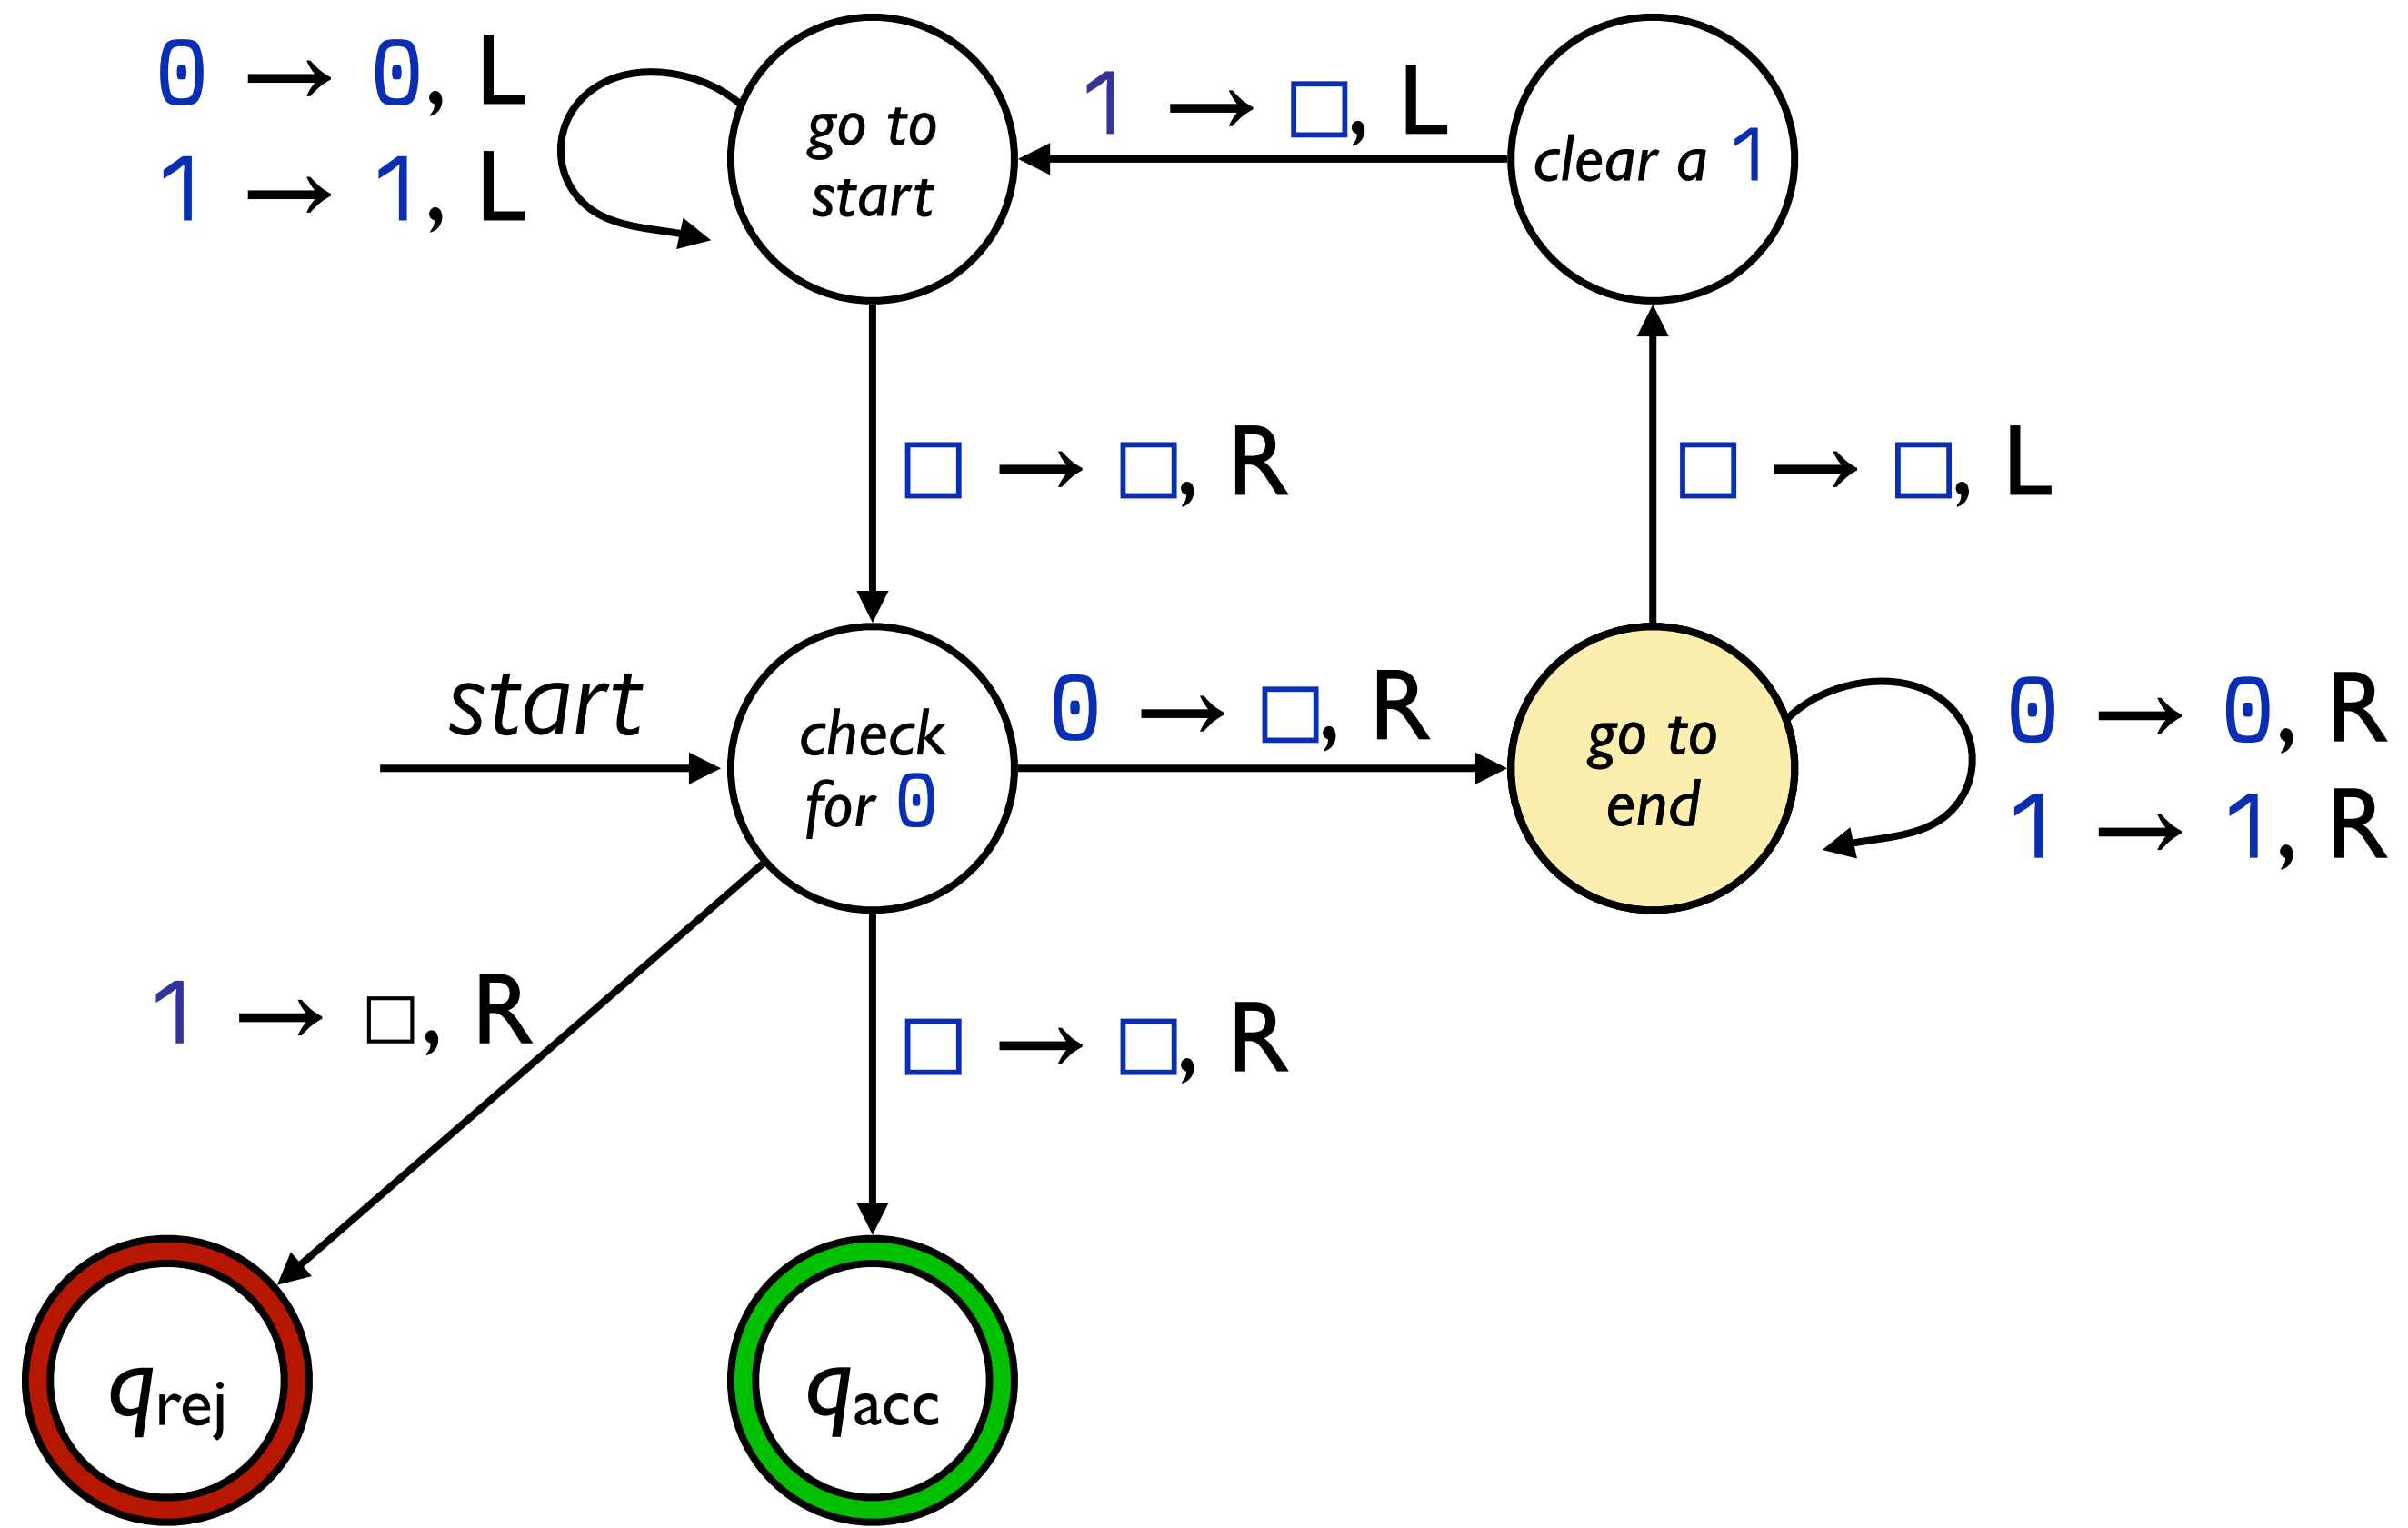 0 → 0, L
1 → 1, L
go to
start
1 → □, L
clear a 1
□ → □, R
□ → □, L
start
check
for 0
0 → □, R
go to
end
0 → 0, R
1 → 1, R
1 → □, R
□ → □, R
qrej
qacc